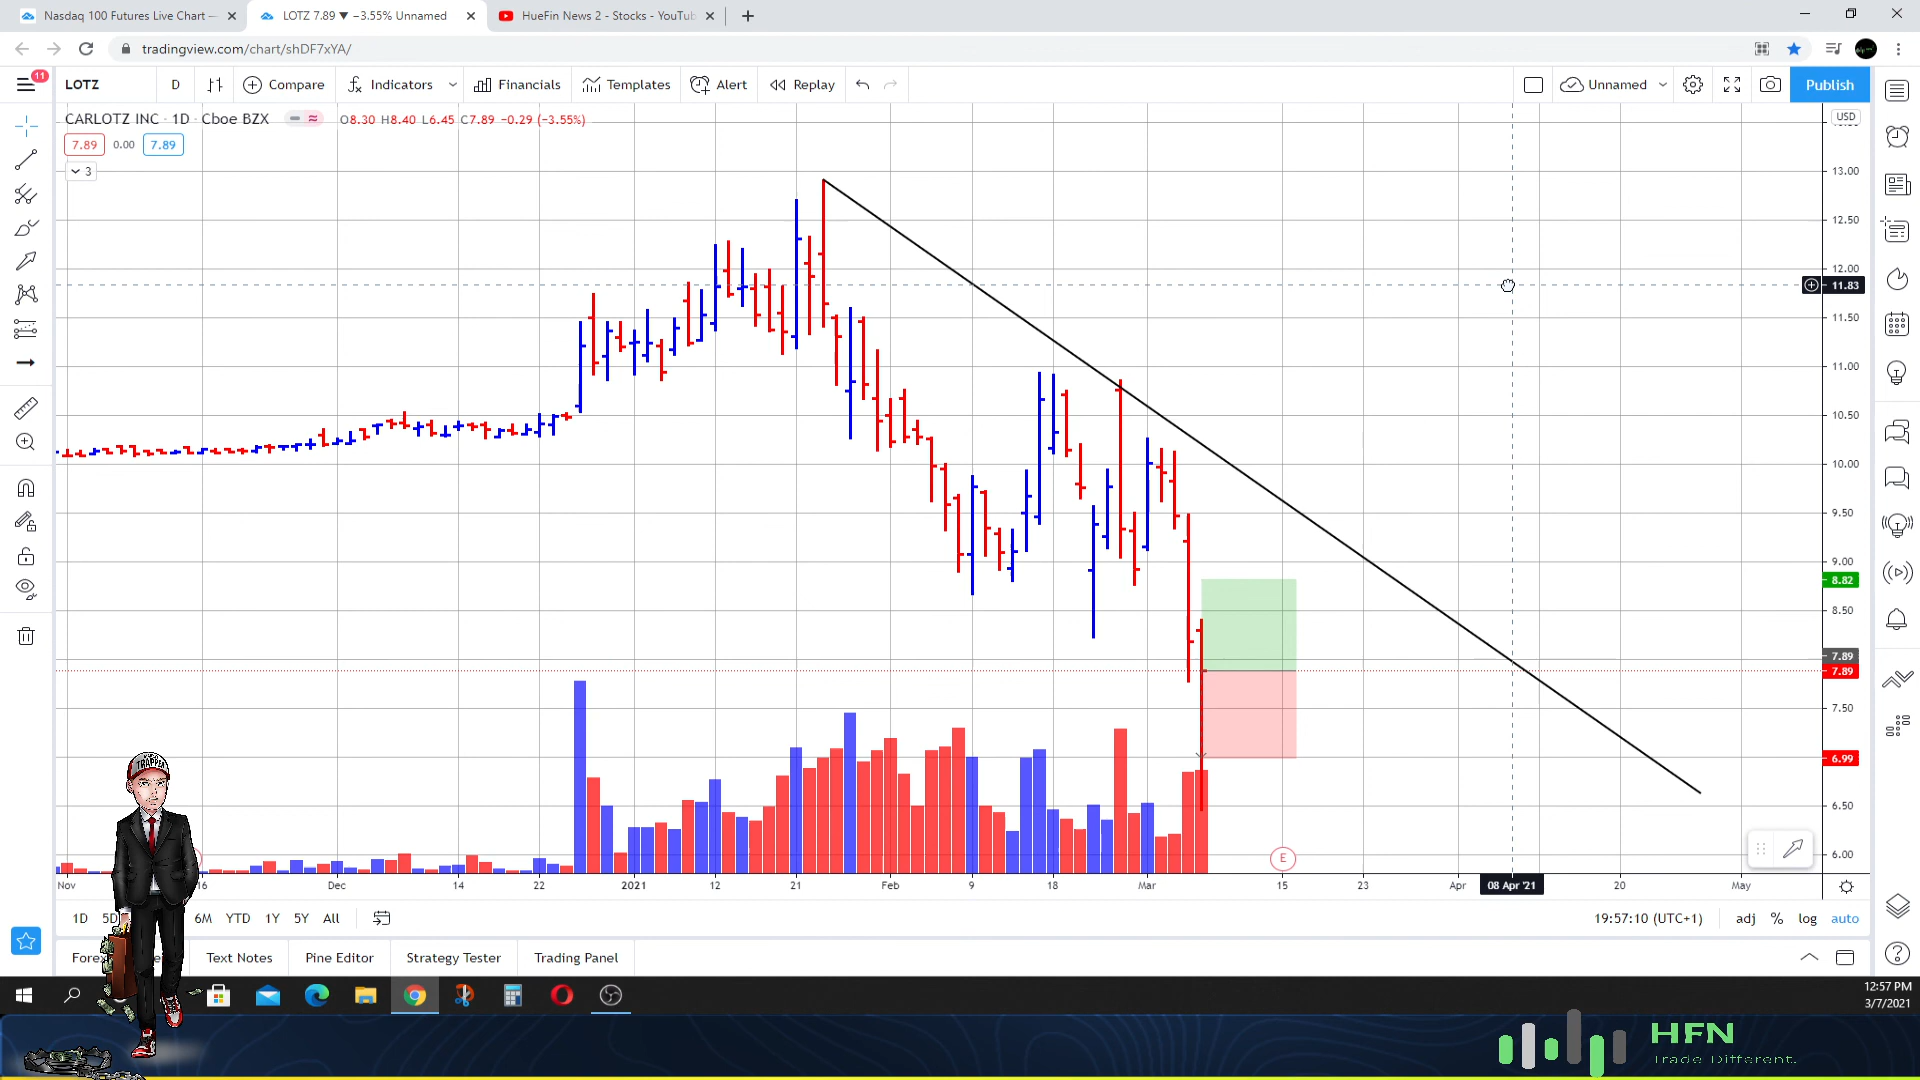 Nasdaq 100 Futures Live Chart —
LOTZ 7.89 ▼ −3.55% Unnamed
HueFin News 2 - Stocks - YouTub
tradingview.com/chart/shDF7xYA/
11
LOTZ
D
Compare
Indicators
Financials
Templates
Alert
Replay
Unnamed
Publish
CARLOTZ INC · 1D · Cboe BZX
O8.30 H8.40 L6.45 C7.89 −0.29 (−3.55%)
USD
7.89 0.00 7.89
3
13.00
12.50
12.00
11.83
11.50
11.00
10.50
10.00
9.50
9.00
8.82
8.50
7.89
7.89
7.50
6.99
6.50
6.00
TRAPPER
E
Nov 16 Dec 14 22 2021 12 21 Feb 9 18 Mar 15 23 Apr 08 Apr '21 20 May
1D 5D 6M YTD 1Y 5Y All
19:57:10 (UTC+1) adj % log auto
Forex
Text Notes
Pine Editor
Strategy Tester
Trading Panel
12:57 PM
3/7/2021
HFN
Trade Different.